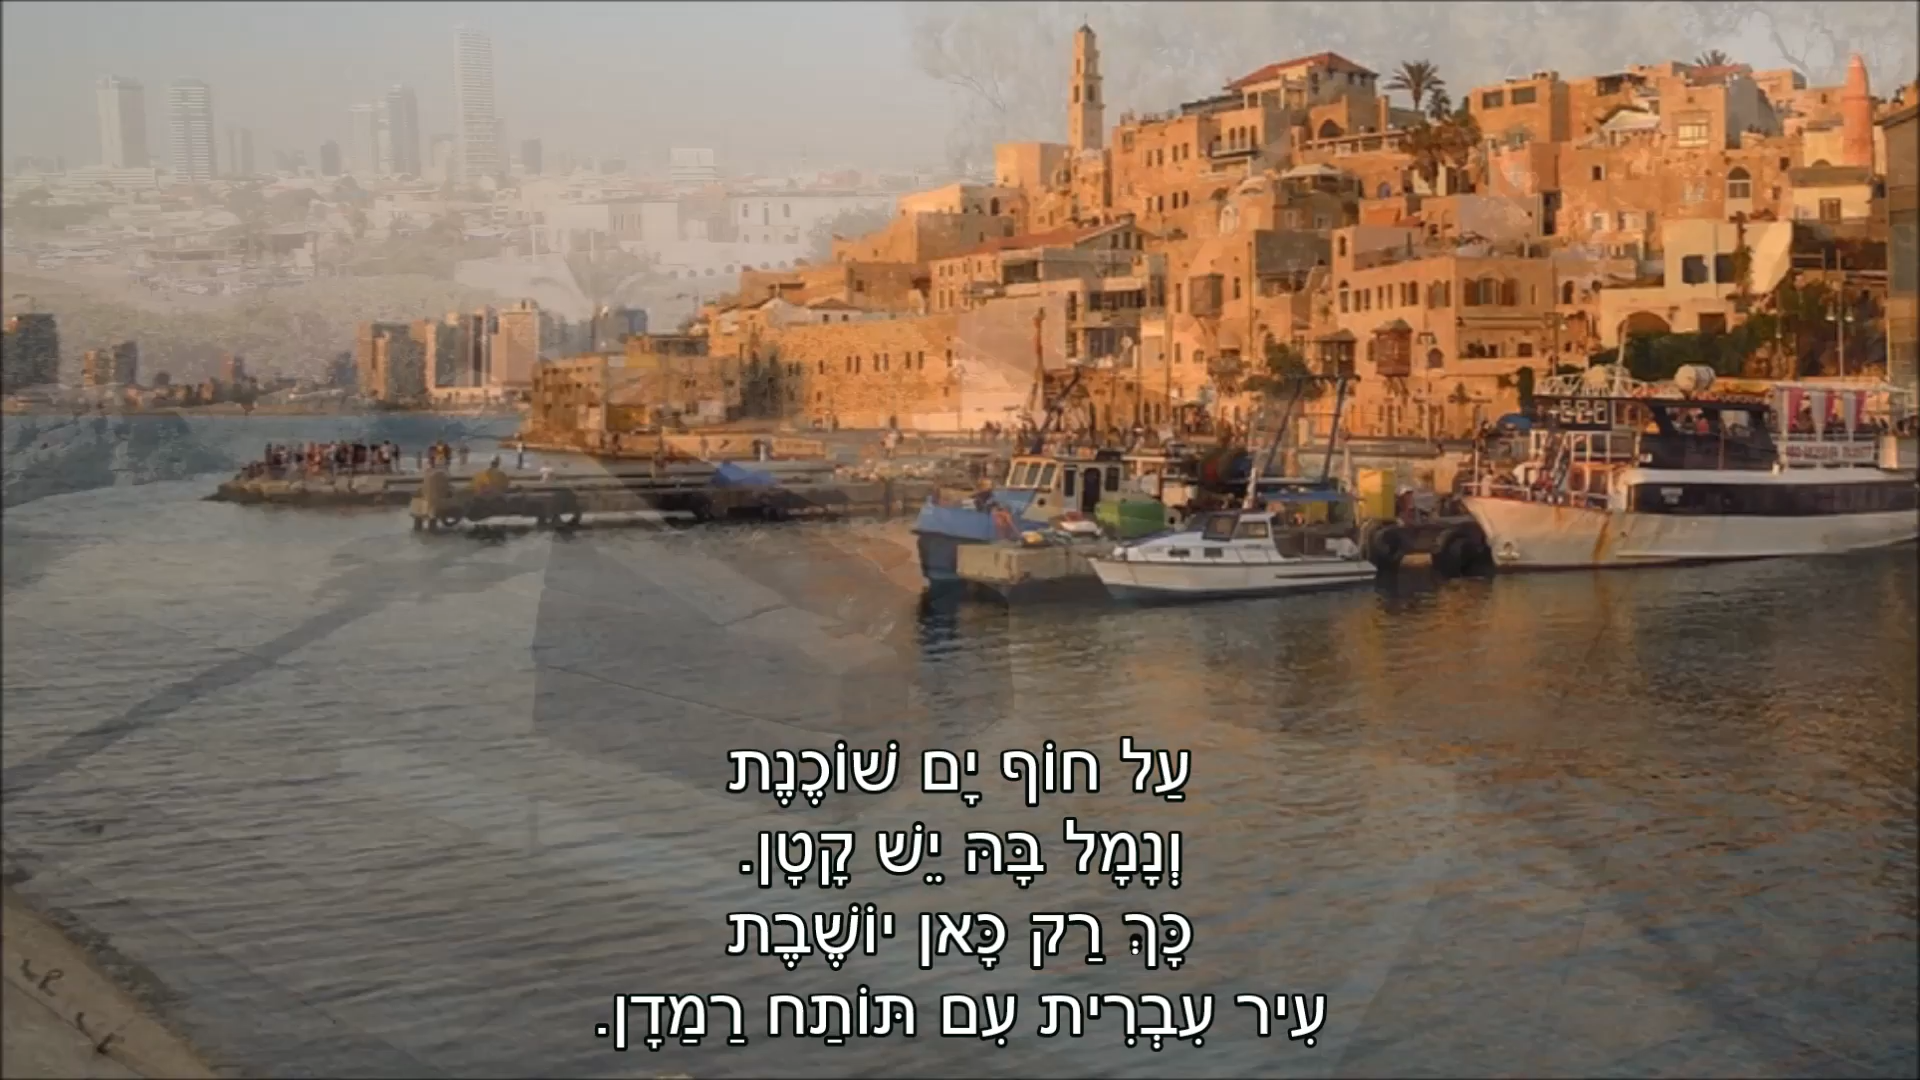 עַל חוֹף יָם שׁוֹכֶנֶת
וְנָמָל בָּהּ יֵשׁ קָטָן.
כָּךְ רַק כָּאן יוֹשֶׁבֶת
עִיר עִבְרִית עִם תּוֹתַח רַמַדָן.